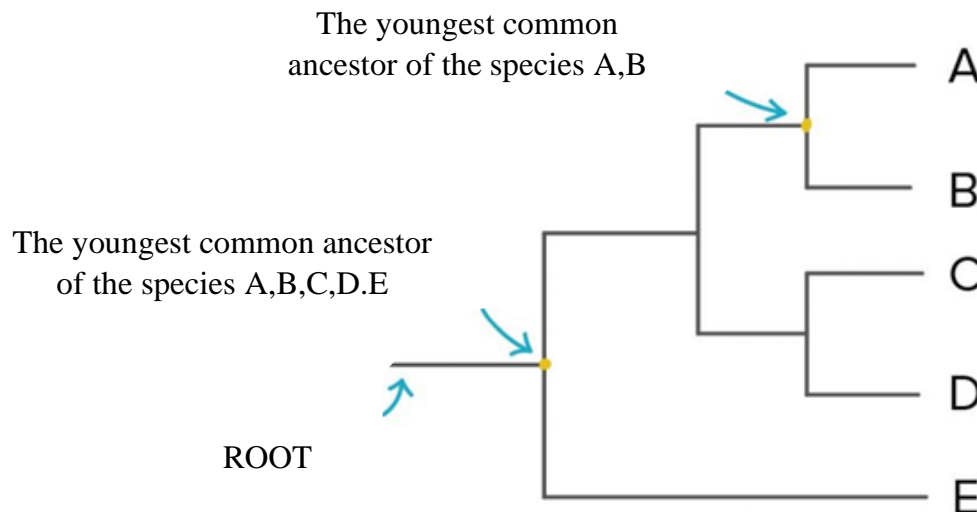 The youngest common
ancestor of the species A,B
A
B
The youngest common ancestor
of the species A,B,C,D.E
C
D
ROOT
E